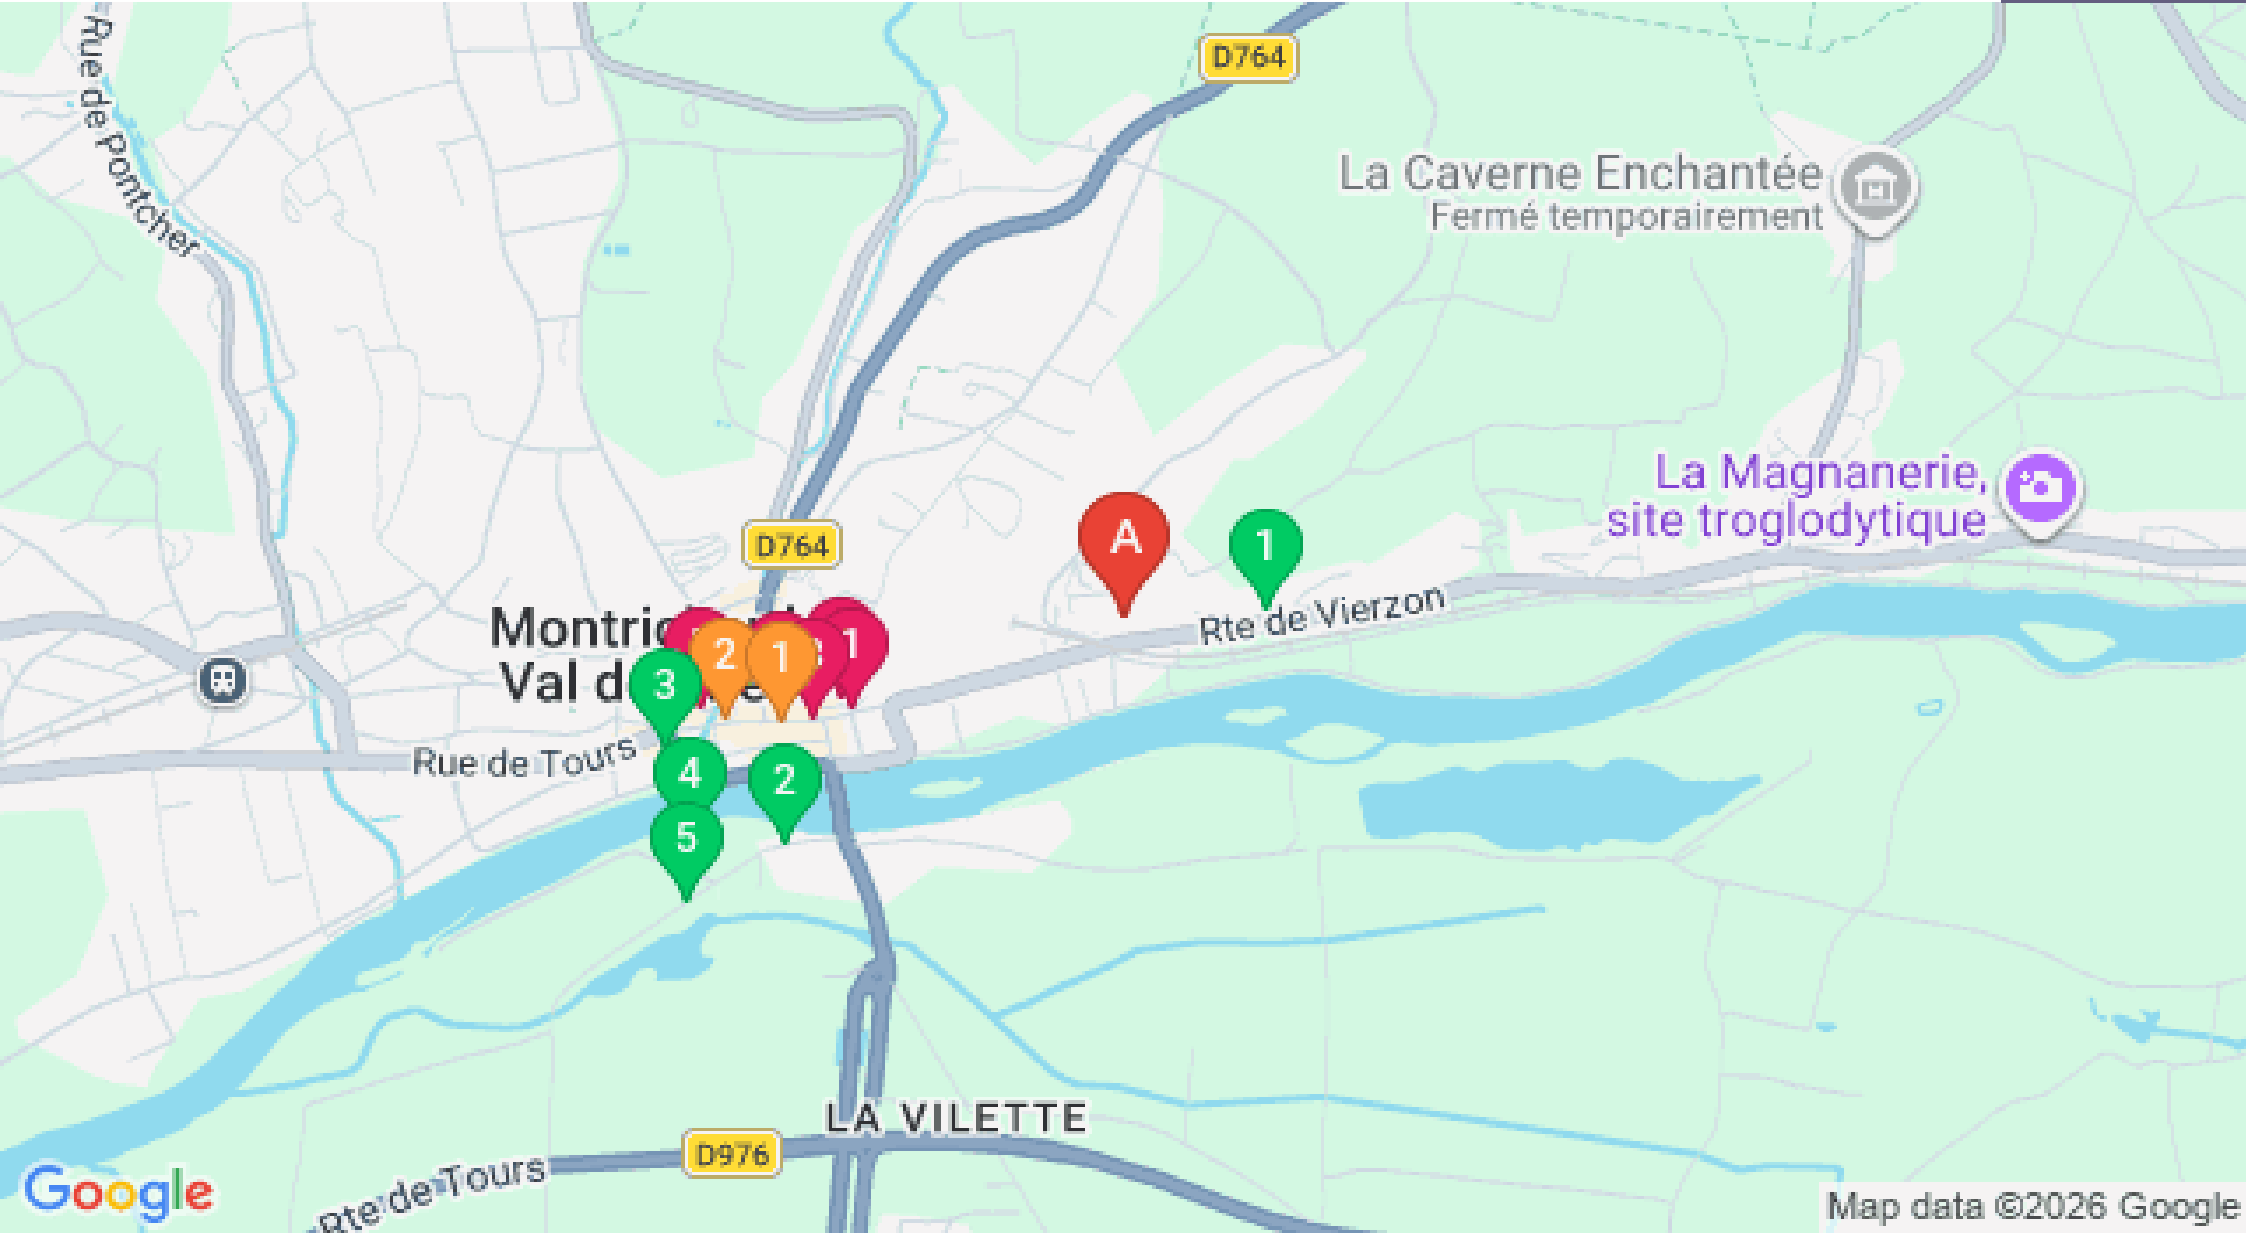 D764
Rue de Pontcher
La Caverne Enchantée
Fermé temporairement
La Magnanerie,
site troglodytique
A
1
D764
Rte de Vierzon
Val d
2
1
1
3
Rue de Tours
4
2
5
LA VILETTE
D976
Rte de Tours
Google
Map data ©2026 Google